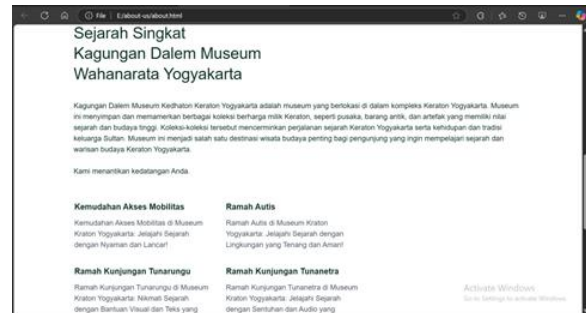 File E:/about-us/about.html
Sejarah Singkat
Kagungan Dalem Museum
Wahanarata Yogyakarta
Kagungan Dalem Museum Kedhaton Keraton Yogyakarta adalah museum yang berlokasi di dalam kompleks Keraton Yogyakarta. Museum
ini menyimpan dan memamerkan berbagai koleksi berharga milik Keraton, seperti pusaka, barang antik, dan artefak yang memiliki nilai
sejarah dan budaya tinggi. Koleksi-koleksi tersebut mencerminkan perjalanan sejarah Keraton Yogyakarta serta kehidupan dan tradisi
keluarga Sultan. Museum ini menjadi salah satu destinasi wisata budaya penting bagi pengunjung yang ingin mempelajari sejarah dan
warisan budaya Keraton Yogyakarta.
Kami menantikan kedatangan Anda.
Kemudahan Akses Mobilitas
Kemudahan Akses Mobilitas di Museum
Kraton Yogyakarta: Jelajahi Sejarah
dengan Nyaman dan Lancar!
Ramah Autis
Ramah Autis di Museum Kraton
Yogyakarta: Jelajahi Sejarah dengan
Lingkungan yang Tenang dan Aman!
Ramah Kunjungan Tunarungu
Ramah Kunjungan Tunarungu di Museum
Kraton Yogyakarta: Nikmati Sejarah
dengan Bantuan Visual dan Teks yang
Ramah Kunjungan Tunanetra
Ramah Kunjungan Tunanetra di Museum
Kraton Yogyakarta: Jelajahi Sejarah
dengan Sentuhan dan Audio yang
Activate Windows
Go to Settings to activate Windows.